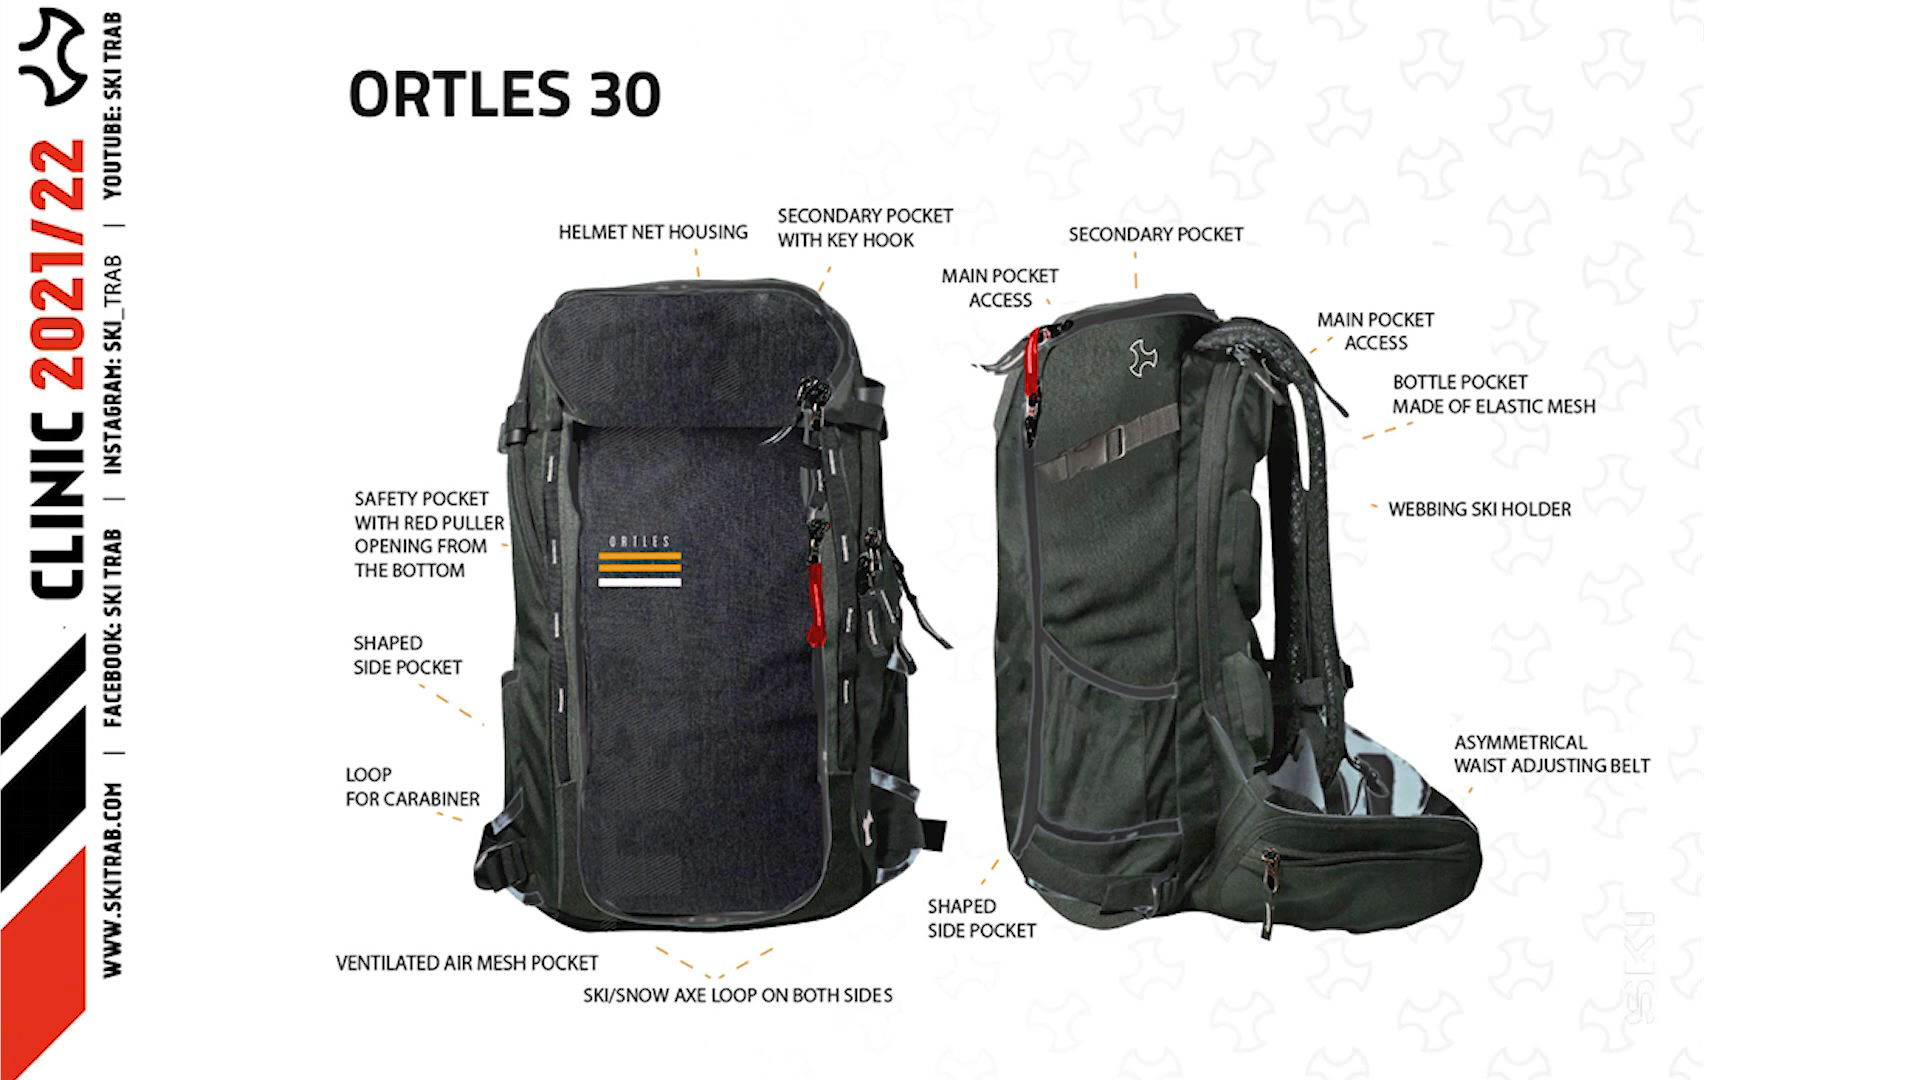 CLINIC 2021/22
WWW.SKITRAB.COM | FACEBOOK: SKI TRAB | INSTAGRAM: SKI_TRAB | YOUTUBE: SKI TRAB
ORTLES 30
HELMET NET HOUSING
SECONDARY POCKET
WITH KEY HOOK
SAFETY POCKET
WITH RED PULLER
OPENING FROM
THE BOTTOM
SHAPED
SIDE POCKET
LOOP
FOR CARABINER
ORTLES
VENTILATED AIR MESH POCKET
SKI/SNOW AXE LOOP ON BOTH SIDES
SECONDARY POCKET
MAIN POCKET
ACCESS
MAIN POCKET
ACCESS
BOTTLE POCKET
MADE OF ELASTIC MESH
WEBBING SKI HOLDER
ASYMMETRICAL
WAIST ADJUSTING BELT
SHAPED
SIDE POCKET
SKI